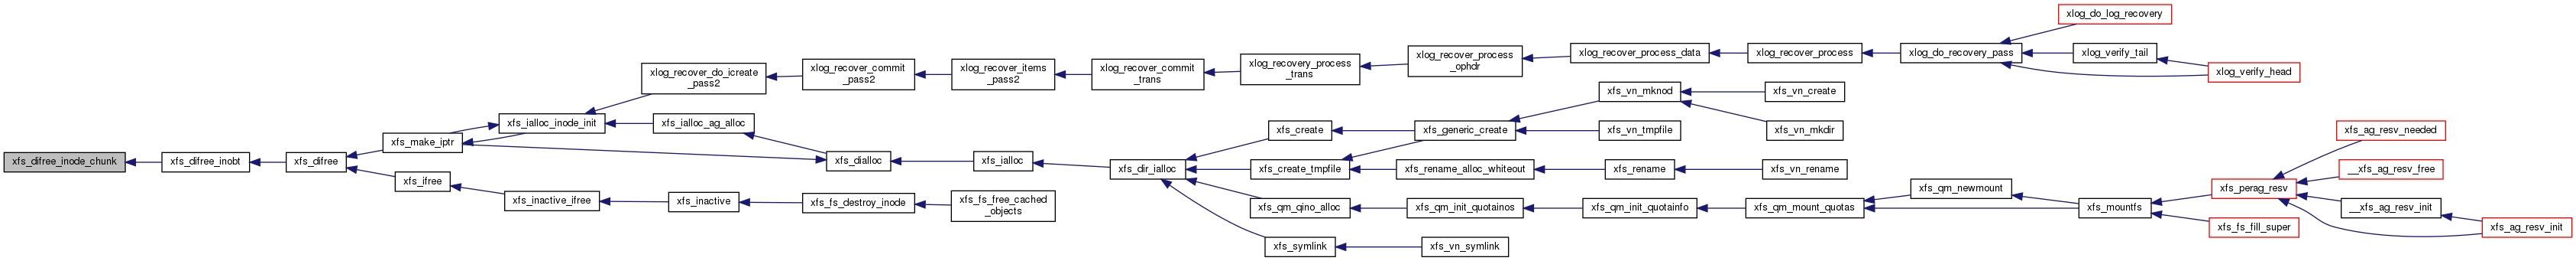 xfs_difree_inode_chunk
xfs_difree_inobt
xfs_difree
xfs_make_iptr
xfs_ifree
xfs_ialloc_inode_init
xfs_inactive_ifree
xlog_recover_do_icreate
_pass2
xfs_ialloc_ag_alloc
xfs_inactive
xlog_recover_commit
_pass2
xfs_dialloc
xfs_fs_destroy_inode
xlog_recover_items
_pass2
xfs_ialloc
xfs_fs_free_cached
_objects
xlog_recover_commit
_trans
xfs_dir_ialloc
xlog_recovery_process
_trans
xfs_create
xfs_create_tmpfile
xfs_qm_qino_alloc
xfs_symlink
xlog_recover_process
_ophdr
xfs_generic_create
xfs_rename_alloc_whiteout
xfs_qm_init_quotainos
xfs_vn_symlink
xlog_recover_process_data
xfs_vn_mknod
xfs_vn_tmpfile
xfs_rename
xfs_qm_init_quotainfo
xlog_recover_process
xfs_vn_create
xfs_vn_mkdir
xfs_vn_rename
xfs_qm_mount_quotas
xlog_do_recovery_pass
xfs_qm_newmount
xlog_do_log_recovery
xlog_verify_tail
xfs_mountfs
xlog_verify_head
xfs_perag_resv
xfs_fs_fill_super
xfs_ag_resv_needed
__xfs_ag_resv_free
__xfs_ag_resv_init
xfs_ag_resv_init